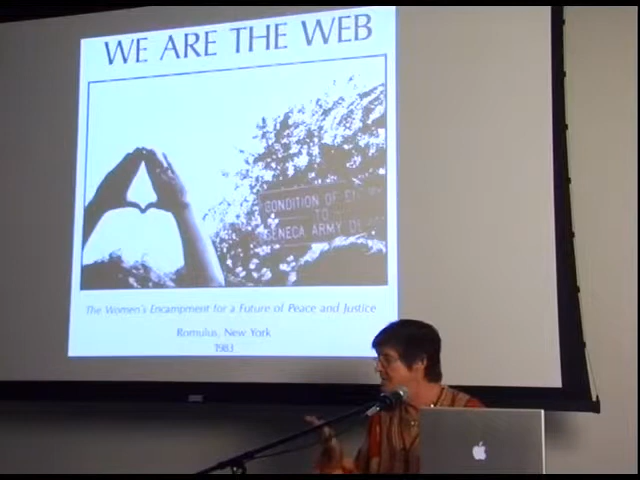 WE ARE THE WEB
CONDITION OF
TO
SENECA ARMY
The Women's Encampment for a Future of Peace and Justice
Romulus, New York
1983